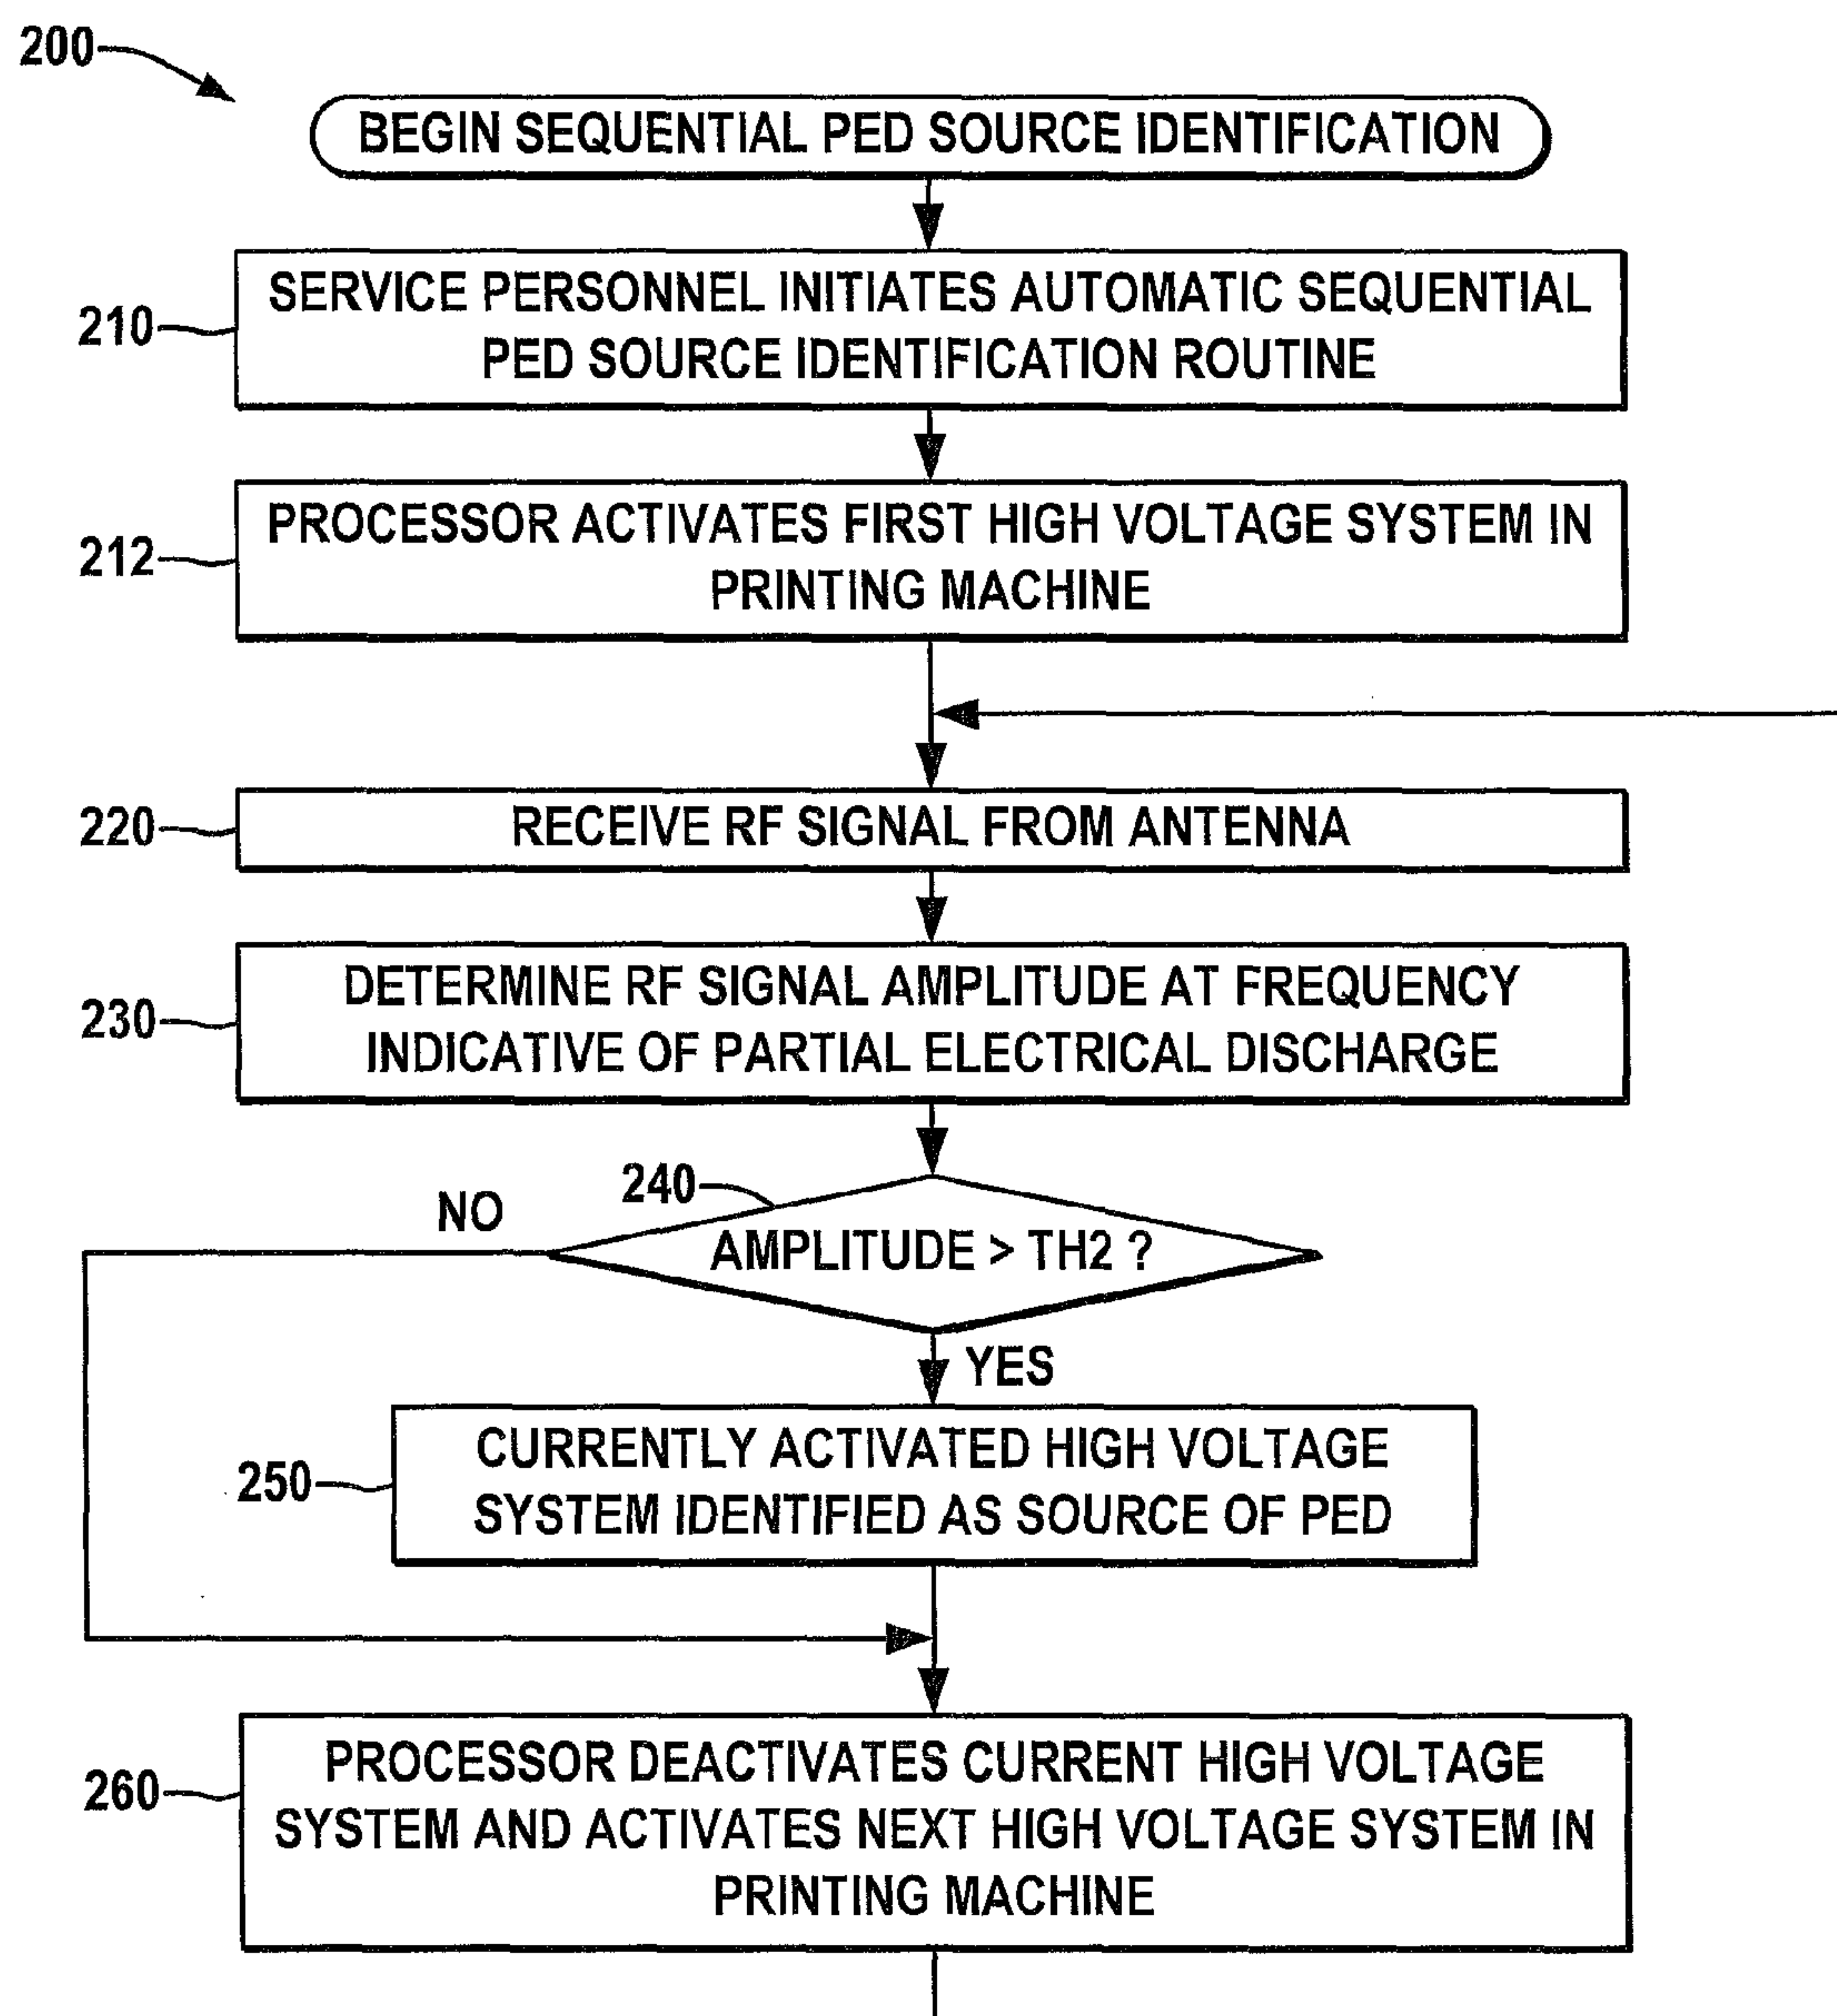 200
BEGIN SEQUENTIAL PED SOURCE IDENTIFICATION
210
SERVICE PERSONNEL INITIATES AUTOMATIC SEQUENTIAL
PED SOURCE IDENTIFICATION ROUTINE
212
PROCESSOR ACTIVATES FIRST HIGH VOLTAGE SYSTEM IN
PRINTING MACHINE
220
RECEIVE RF SIGNAL FROM ANTENNA
230
DETERMINE RF SIGNAL AMPLITUDE AT FREQUENCY
INDICATIVE OF PARTIAL ELECTRICAL DISCHARGE
240
NO
AMPLITUDE > TH2 ?
YES
250
CURRENTLY ACTIVATED HIGH VOLTAGE
SYSTEM IDENTIFIED AS SOURCE OF PED
260
PROCESSOR DEACTIVATES CURRENT HIGH VOLTAGE
SYSTEM AND ACTIVATES NEXT HIGH VOLTAGE SYSTEM IN
PRINTING MACHINE